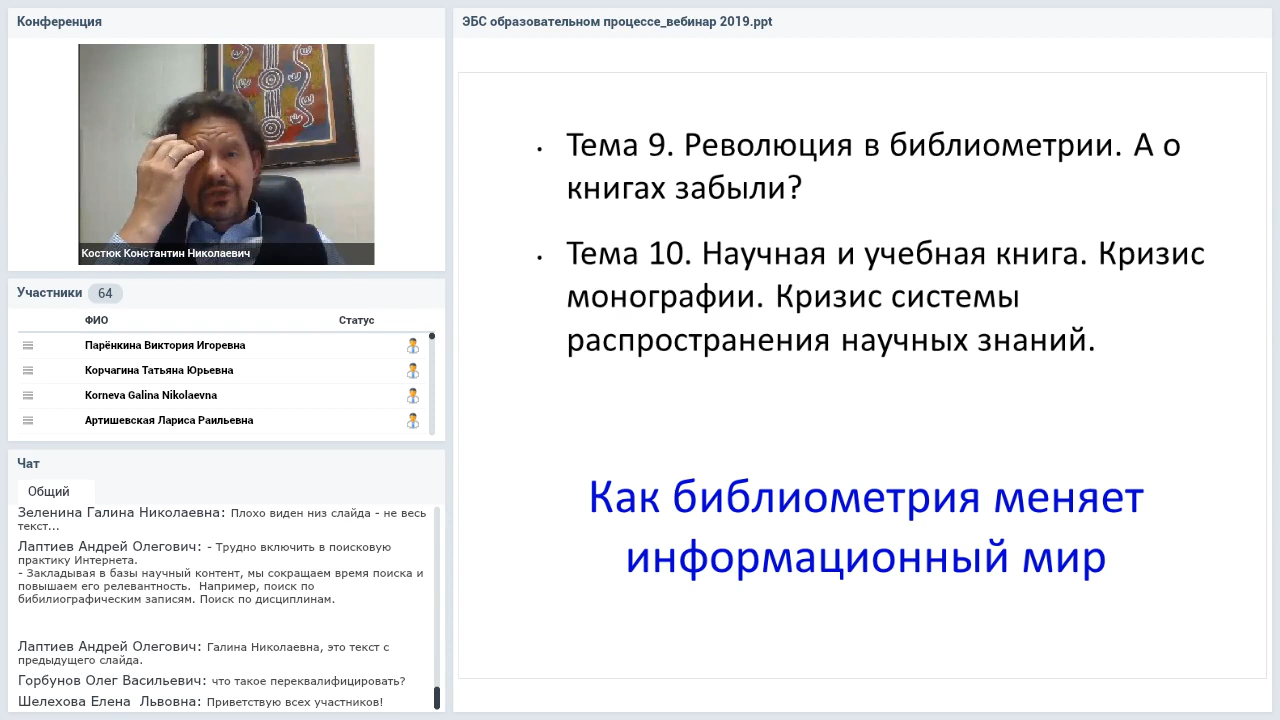 Конференция
Костюк Константин Николаевич
Участники 64
ФИО Статус
Парёнкина Виктория Игоревна
Корчагина Татьяна Юрьевна
Korneva Galina Nikolaevna
Артишевская Лариса Раильевна
Чат
Общий
Зеленина Галина Николаевна: Плохо виден низ слайда - не весь
текст...
Лаптиев Андрей Олегович: - Трудно включить в поисковую
практику Интернета.
- Закладывая в базы научный контент, мы сокращаем время поиска и
повышаем его релевантность. Например, поиск по
бибилиографическим записям. Поиск по дисциплинам.
Лаптиев Андрей Олегович: Галина Николаевна, это текст с
предыдущего слайда.
Горбунов Олег Васильевич: что такое переквалифицировать?
Шелехова Елена Львовна: Приветствую всех участников!
ЭБС образовательном процессе_вебинар 2019.ppt
• Тема 9. Революция в библиометрии. А о
книгах забыли?
• Тема 10. Научная и учебная книга. Кризис
монографии. Кризис системы
распространения научных знаний.
Как библиометрия меняет
информационный мир